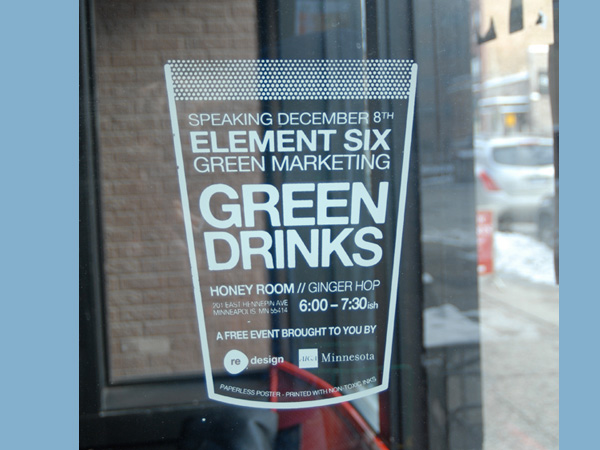 SPEAKING DECEMBER 8TH
ELEMENT SIX
GREEN MARKETING
GREEN
DRINKS
HONEY ROOM // GINGER HOP
201 EAST HENNEPIN AVE
MINNEAPOLIS MN 55414
6:00 – 7:30ish
A FREE EVENT BROUGHT TO YOU BY
re design AIGA Minnesota
PAPERLESS POSTER - PRINTED WITH NON-TOXIC INKS